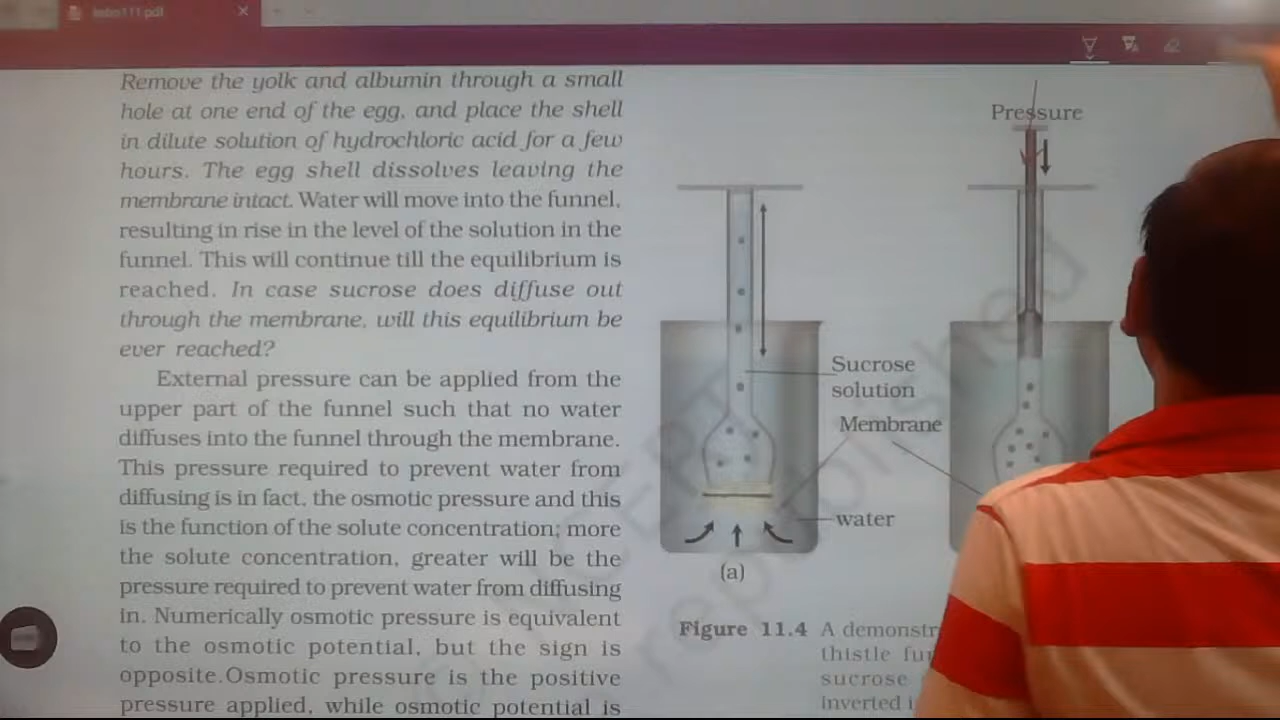 Intro111.pdf
Remove the yolk and albumin through a small
hole at one end of the egg, and place the shell
in dilute solution of hydrochloric acid for a few
hours. The egg shell dissolves leaving the
membrane intact. Water will move into the funnel,
resulting in rise in the level of the solution in the
funnel. This will continue till the equilibrium is
reached. In case sucrose does diffuse out
through the membrane, will this equilibrium be
ever reached?
External pressure can be applied from the
upper part of the funnel such that no water
diffuses into the funnel through the membrane.
This pressure required to prevent water from
diffusing is in fact, the osmotic pressure and this
is the function of the solute concentration; more
the solute concentration, greater will be the
pressure required to prevent water from diffusing
in. Numerically osmotic pressure is equivalent
to the osmotic potential, but the sign is
opposite.Osmotic pressure is the positive
pressure applied, while osmotic potential is
Pressure
Sucrose
solution
Membrane
water
(a)
Figure 11.4 A demonstr
thistle fu
sucrose
inverted i